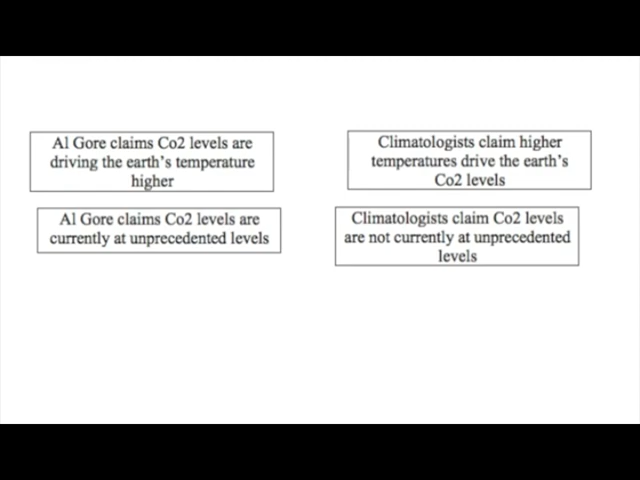 Al Gore claims Co2 levels are
driving the earth's temperature
higher
Climatologists claim higher
temperatures drive the earth's
Co2 levels
Al Gore claims Co2 levels are
currently at unprecedented levels
Climatologists claim Co2 levels
are not currently at unprecedented
levels